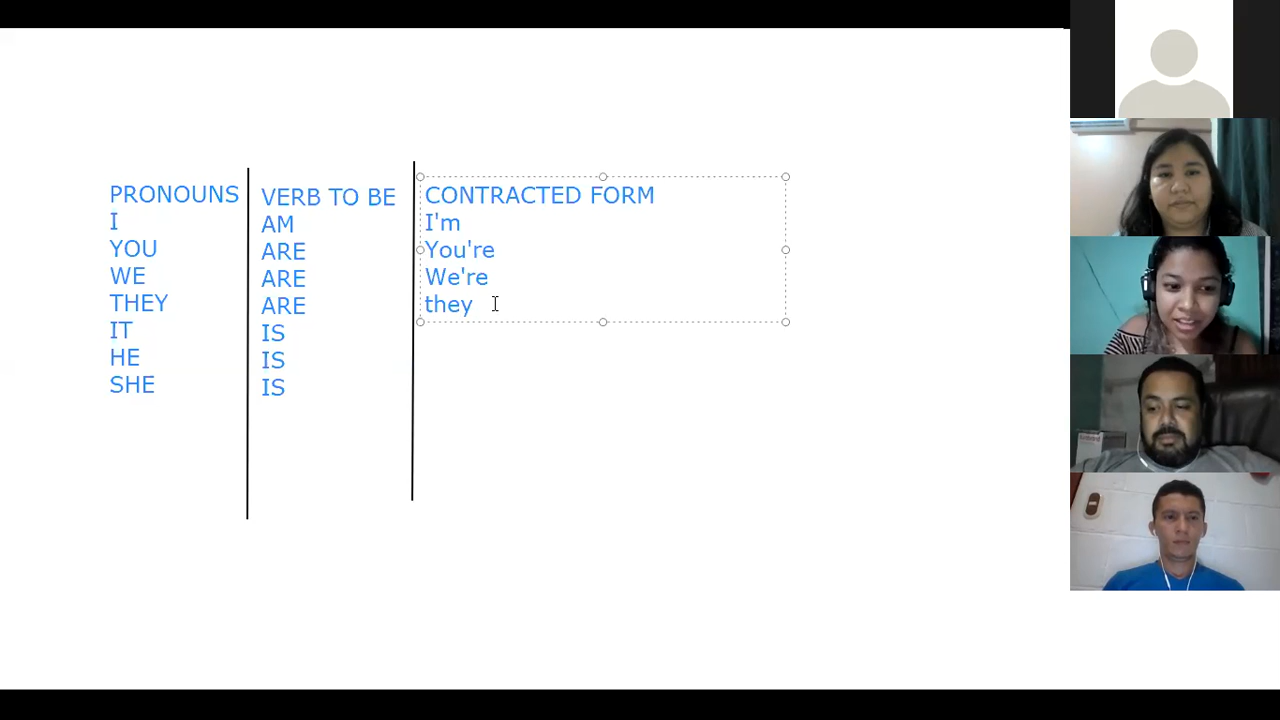 PRONOUNS
I
YOU
WE
THEY
IT
HE
SHE
VERB TO BE
AM
ARE
ARE
ARE
IS
IS
IS
CONTRACTED FORM
I'm
You're
We're
they